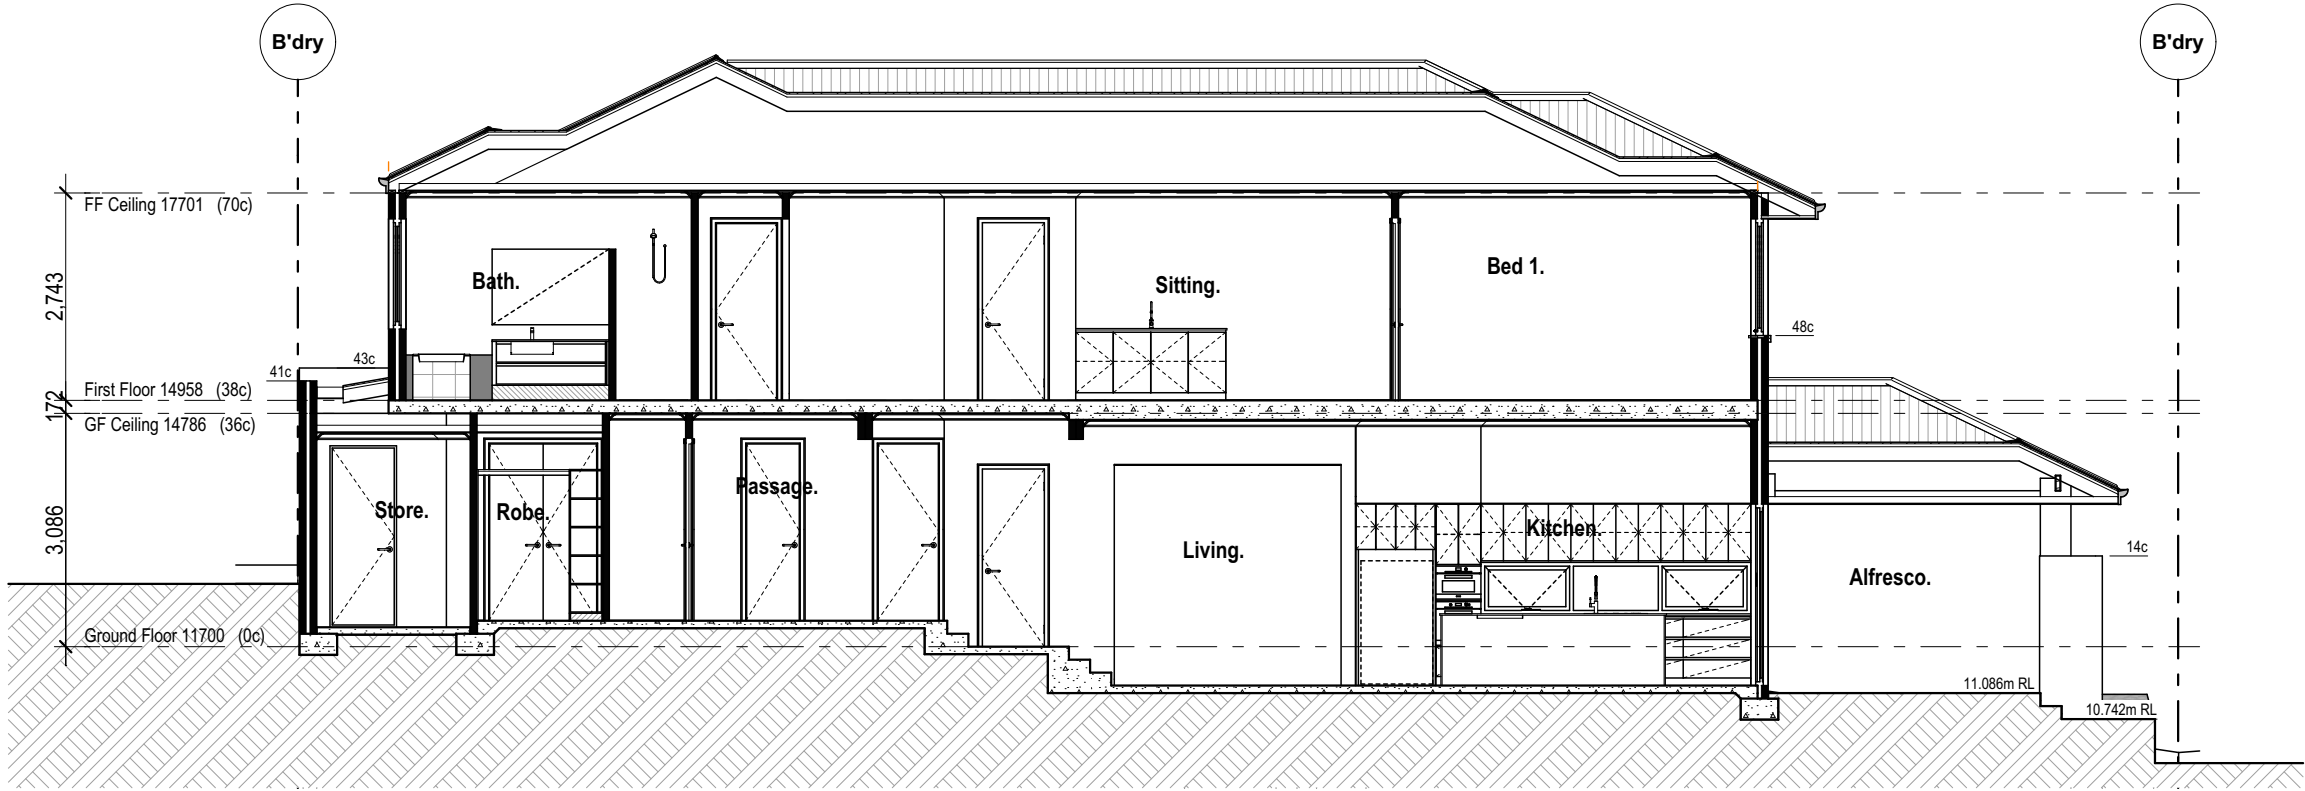 B'dry
B'dry
FF Ceiling 17701 (70c)
2,743
Bath.
Sitting.
Bed 1.
48c
43c
41c
First Floor 14958 (38c)
172
GF Ceiling 14786 (36c)
3,086
Store.
Robe.
Passage.
Living.
Kitchen.
Alfresco.
14c
Ground Floor 11700 (0c)
11.086m RL
10.742m RL